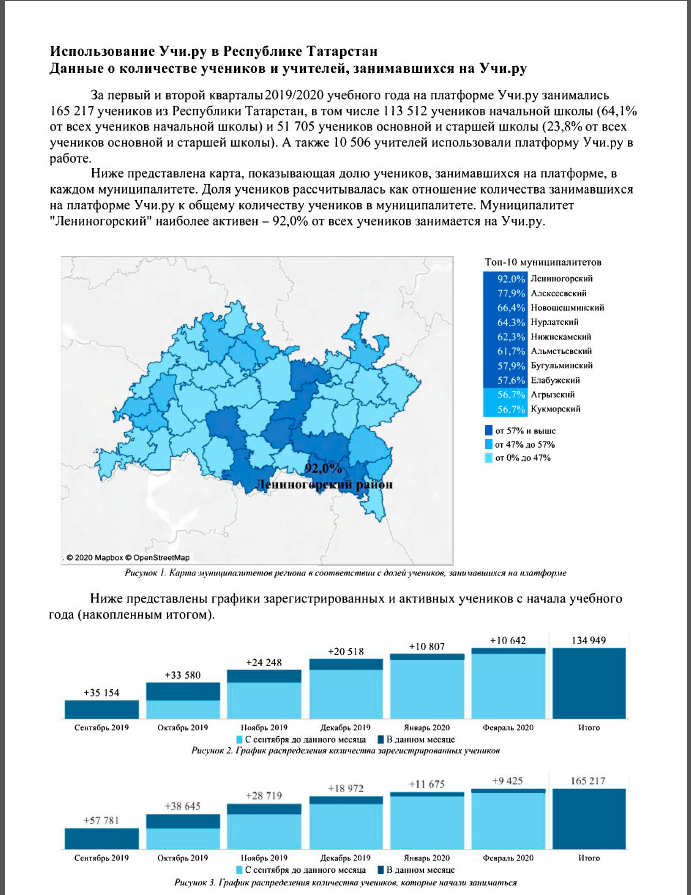 Использование Учи.ру в Республике Татарстан
Данные о количестве учеников и учителей, занимавшихся на Учи.ру
За первый и второй кварталы 2019/2020 учебного года на платформе Учи.ру занимались
165 217 учеников из Республики Татарстан, в том числе 113 512 учеников начальной школы (64,1%
от всех учеников начальной школы) и 51 705 учеников основной и старшей школы (23,8% от всех
учеников основной и старшей школы). А также 10 506 учителей использовали платформу Учи.ру в
работе.
Ниже представлена карта, показывающая долю учеников, занимавшихся на платформе, в
каждом муниципалитете. Доля учеников рассчитывалась как отношение количества занимавшихся
на платформе Учи.ру к общему количеству учеников в муниципалитете. Муниципалитет
"Лениногорский" наиболее активен – 92,0% от всех учеников занимается на Учи.ру.
Топ-10 муниципалитетов
92.0% Лениногорский
77,9% Алексеевский
66,4% Новошешминский
64.3% Нурлатский
62,3% Нижнекамский
61,7% Альметьевский
57,9% Бугульминский
57.6% Елабужский
56.7% Агрызский
56.7% Кукморский
от 57% и выше
от 47% до 57%
от 0% до 47%
92,0%
Лениногорский район
© 2020 Mapbox © OpenStreetMap
Рисунок 1. Карта муниципалитетов региона в соответствии с долей учеников, занимавшихся на платформе
Ниже представлены графики зарегистрированных и активных учеников с начала учебного
года (накопленным итогом).
+35 154 +33 580 +24 248 +20 518 +10 807 +10 642 134 949
Сентябрь 2019 Октябрь 2019 Ноябрь 2019 Декабрь 2019 Январь 2020 Февраль 2020 Итого
С сентября до данного месяца В данном месяце
Рисунок 2. График распределения количества зарегистрированных учеников
+57 781 +38 645 +28 719 +18 972 +11 675 +9 425 165 217
Сентябрь 2019 Октябрь 2019 Ноябрь 2019 Декабрь 2019 Январь 2020 Февраль 2020 Итого
С сентября до данного месяца В данном месяце
Рисунок 3. График распределения количества учеников, которые начали заниматься